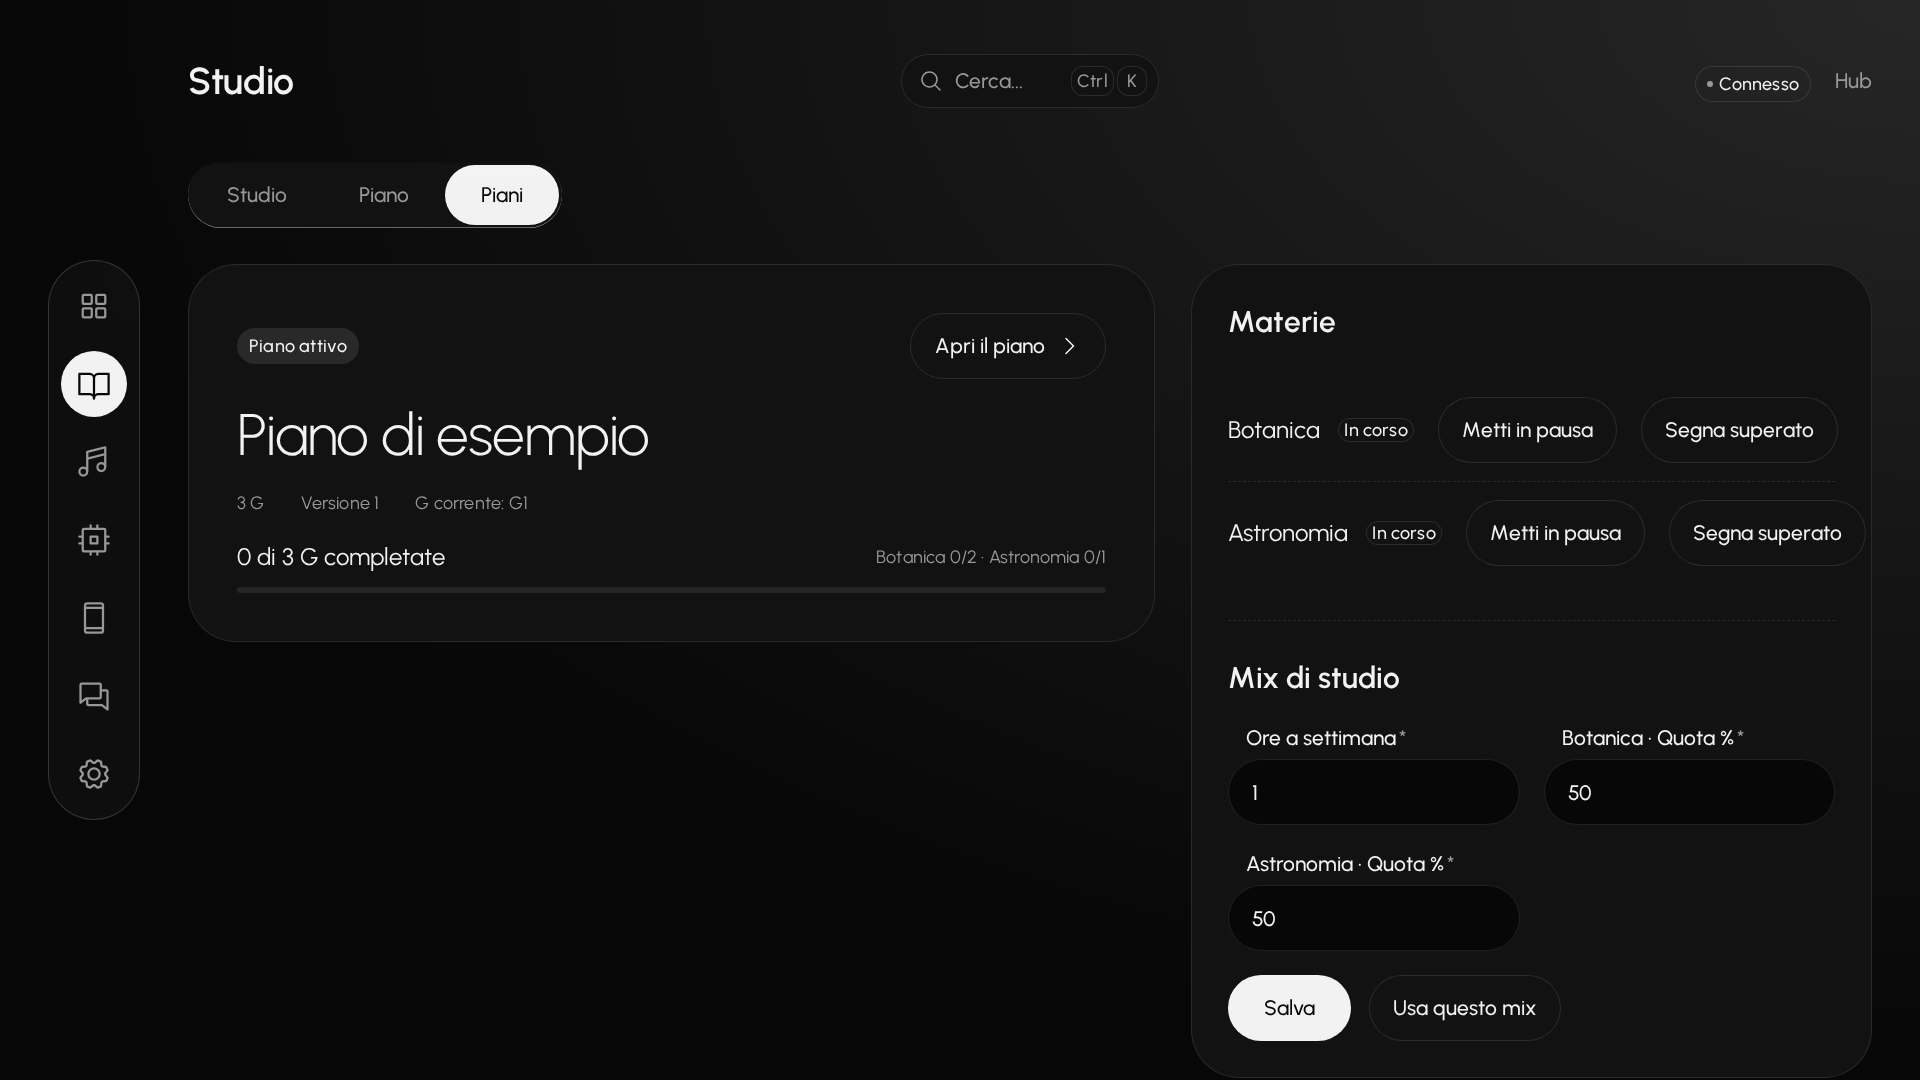 Studio
Cerca...
Ctrl K
Connesso
Hub
Studio Piano Piani
Piano attivo
Apri il piano
Piano di esempio
3 G Versione 1 G corrente: G1
0 di 3 G completate
Botanica 0/2 · Astronomia 0/1
Materie
Botanica In corso Metti in pausa Segna superato
Astronomia In corso Metti in pausa Segna superato
Mix di studio
Ore a settimana* Botanica · Quota %*
1 50
Astronomia · Quota %*
50
Salva Usa questo mix